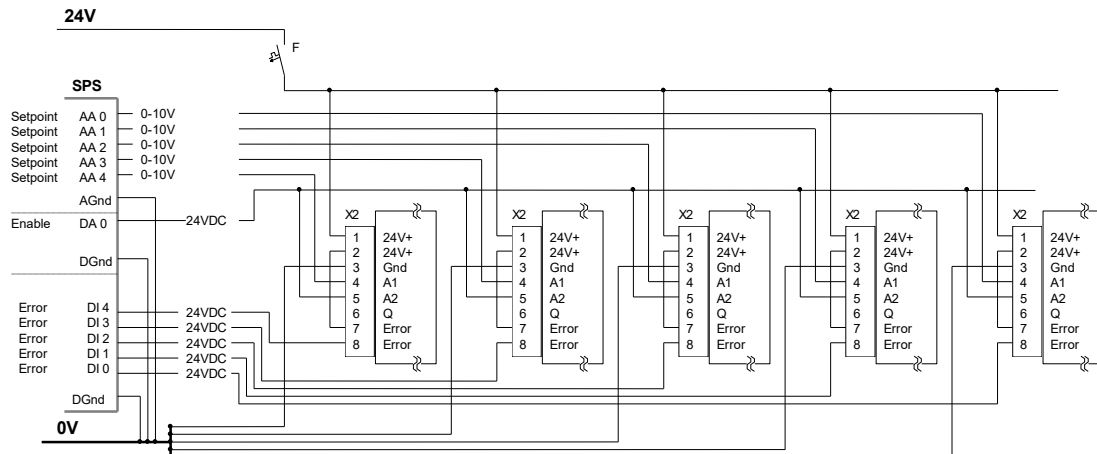 24V
F
SPS
Setpoint AA 0 0-10V
Setpoint AA 1 0-10V
Setpoint AA 2 0-10V
Setpoint AA 3 0-10V
Setpoint AA 4 0-10V
AGnd
Enable DA 0 24VDC
DGnd
Error DI 4 24VDC
Error DI 3 24VDC
Error DI 2 24VDC
Error DI 1 24VDC
Error DI 0 24VDC
DGnd
0V
X2
1 24V+
2 24V+
3 Gnd
4 A1
5 A2
6 Q
7 Error
8 Error
X2
1 24V+
2 24V+
3 Gnd
4 A1
5 A2
6 Q
7 Error
8 Error
X2
1 24V+
2 24V+
3 Gnd
4 A1
5 A2
6 Q
7 Error
8 Error
X2
1 24V+
2 24V+
3 Gnd
4 A1
5 A2
6 Q
7 Error
8 Error
X2
1 24V+
2 24V+
3 Gnd
4 A1
5 A2
6 Q
7 Error
8 Error